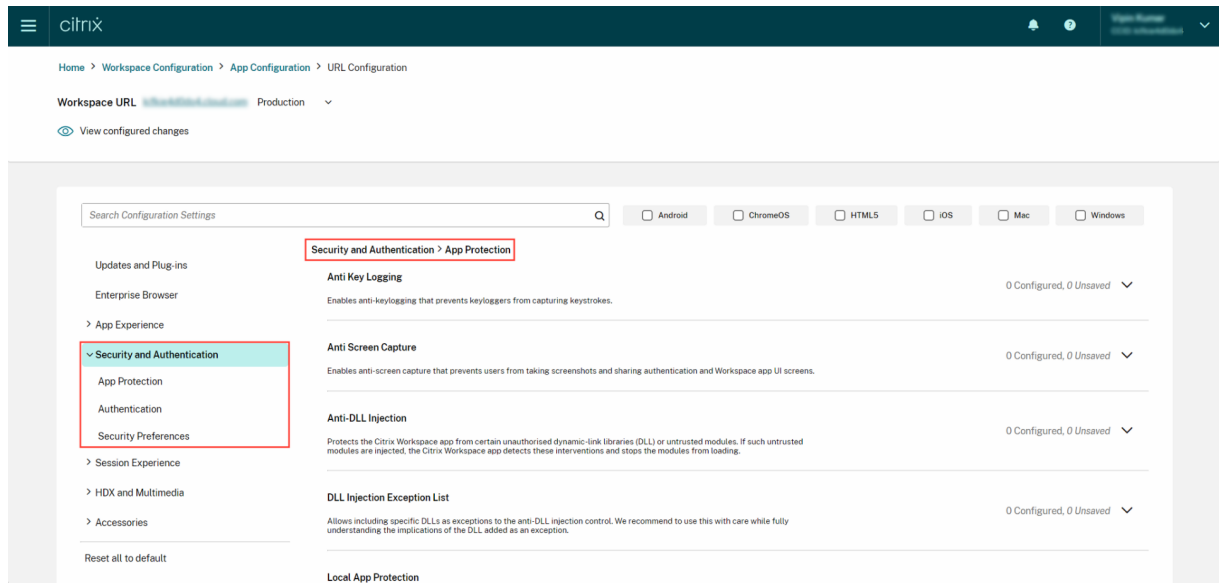 citrix
Home > Workspace Configuration > App Configuration > URL Configuration
Workspace URL Production
View configured changes
Search Configuration Settings
Android ChromeOS HTML5 iOS Mac Windows
Updates and Plug-ins
Enterprise Browser
> App Experience
Security and Authentication
App Protection
Authentication
Security Preferences
> Session Experience
> HDX and Multimedia
> Accessories
Reset all to default
Security and Authentication > App Protection
Anti Key Logging
Enables anti-keylogging that prevents keyloggers from capturing keystrokes.
0 Configured, 0 Unsaved
Anti Screen Capture
Enables anti-screen capture that prevents users from taking screenshots and sharing authentication and Workspace app UI screens.
0 Configured, 0 Unsaved
Anti-DLL Injection
Protects the Citrix Workspace app from certain unauthorised dynamic-link libraries (DLL) or untrusted modules. If such untrusted
modules are injected, the Citrix Workspace app detects these interventions and stops the modules from loading.
0 Configured, 0 Unsaved
DLL Injection Exception List
Allows including specific DLLs as exceptions to the anti-DLL injection control. We recommend to use this with care while fully
understanding the implications of the DLL added as an exception.
0 Configured, 0 Unsaved
Local App Protection